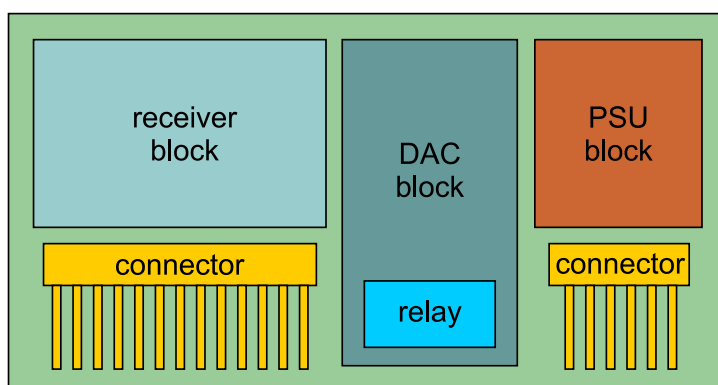 receiver
block
DAC
block
PSU
block
connector
connector
relay